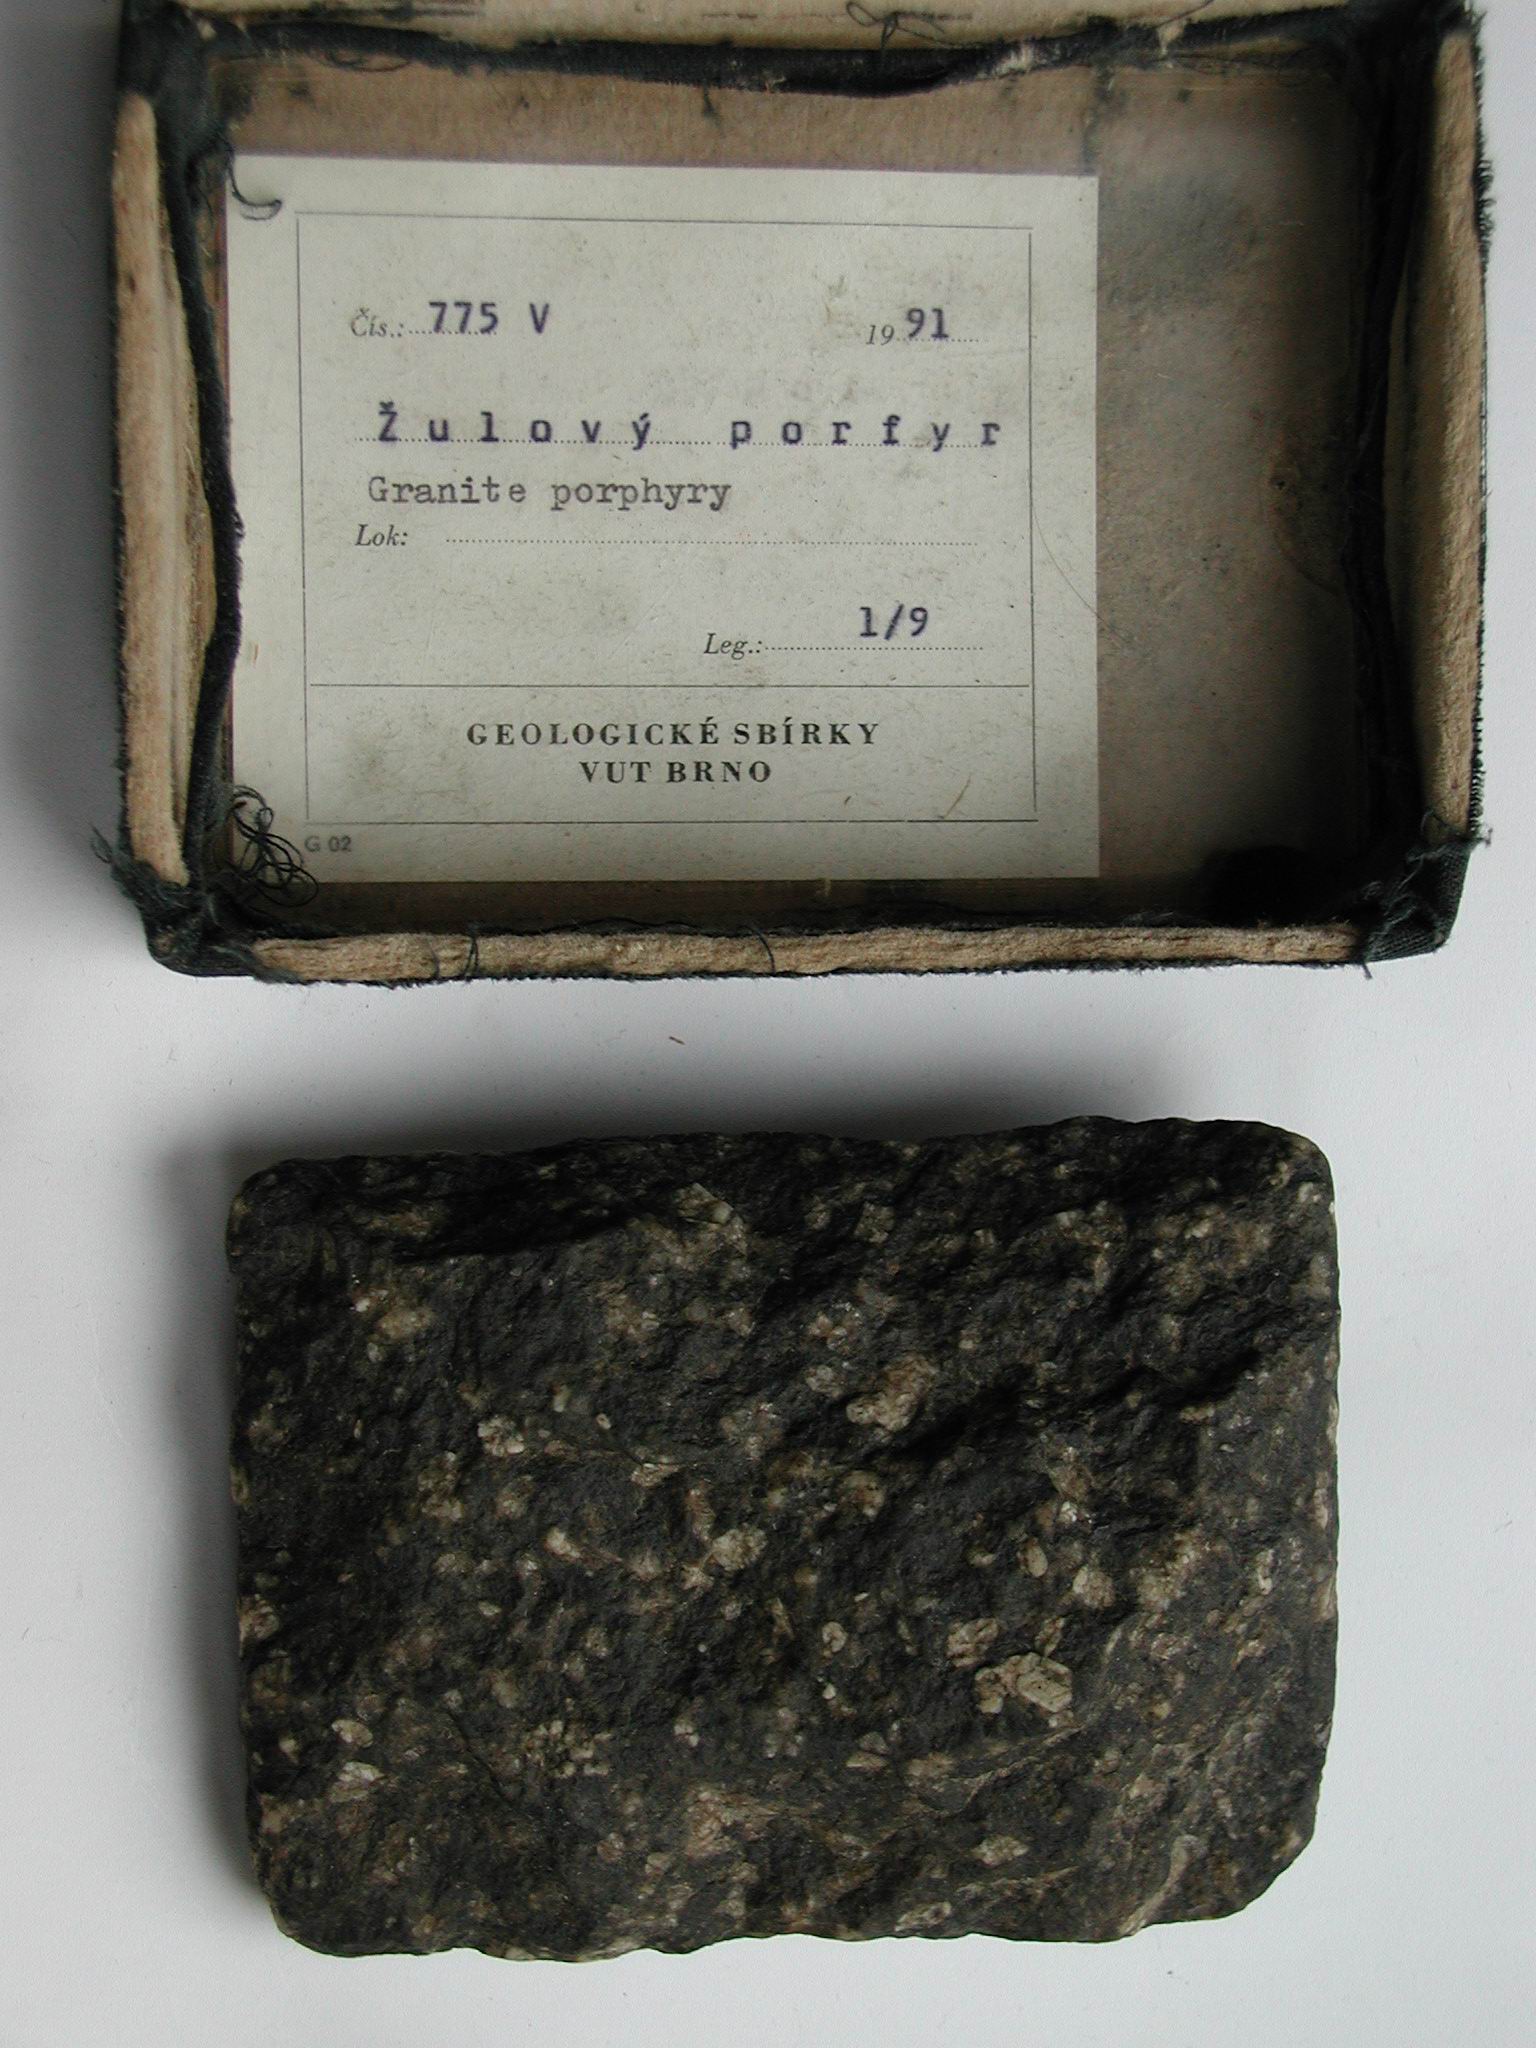 Čís.: 775 V 1991
Žulový porfyr
Granite porphyry
Lok:
Leg.: 1/9
GEOLOGICKÉ SBÍRKY
VUT BRNO
G 02